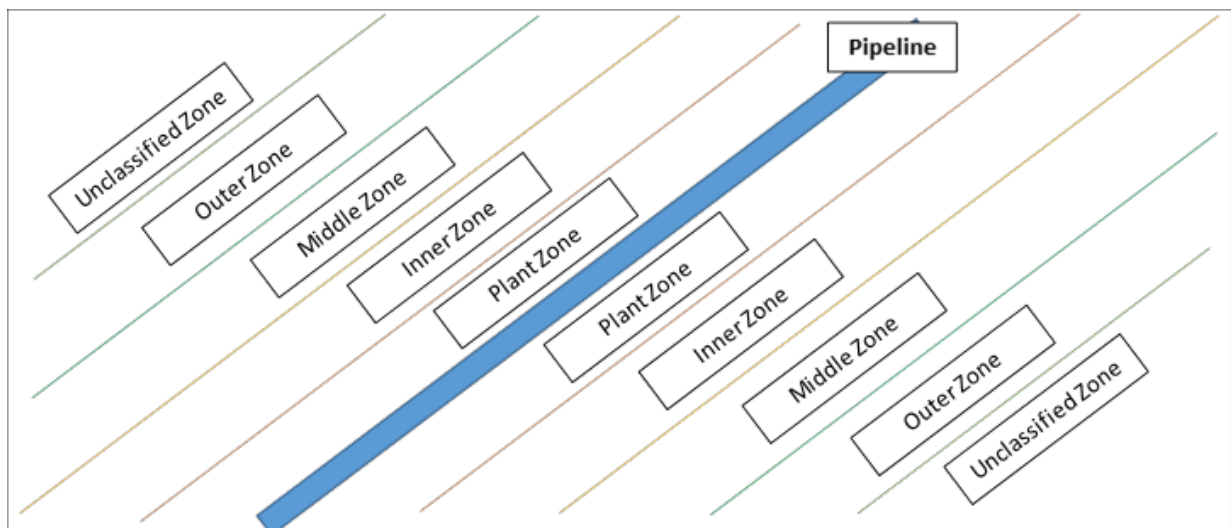 Pipeline
Unclassified Zone
Outer Zone
Middle Zone
Inner Zone
Plant Zone
Plant Zone
Inner Zone
Middle Zone
Outer Zone
Unclassified Zone